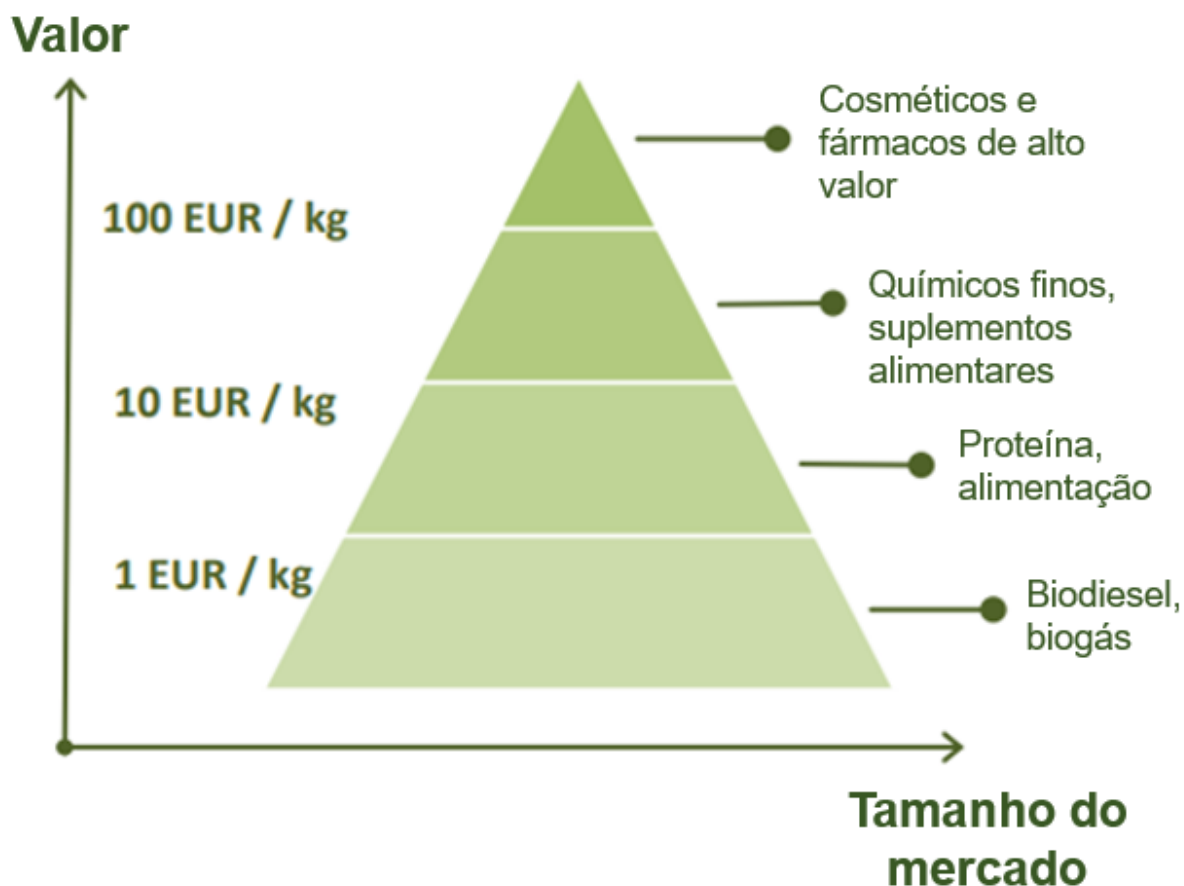 Valor
Cosméticos e
fármacos de alto
valor
100 EUR / kg
Químicos finos,
suplementos
alimentares
10 EUR / kg
Proteína,
alimentação
1 EUR / kg
Biodiesel,
biogás
Tamanho do
mercado